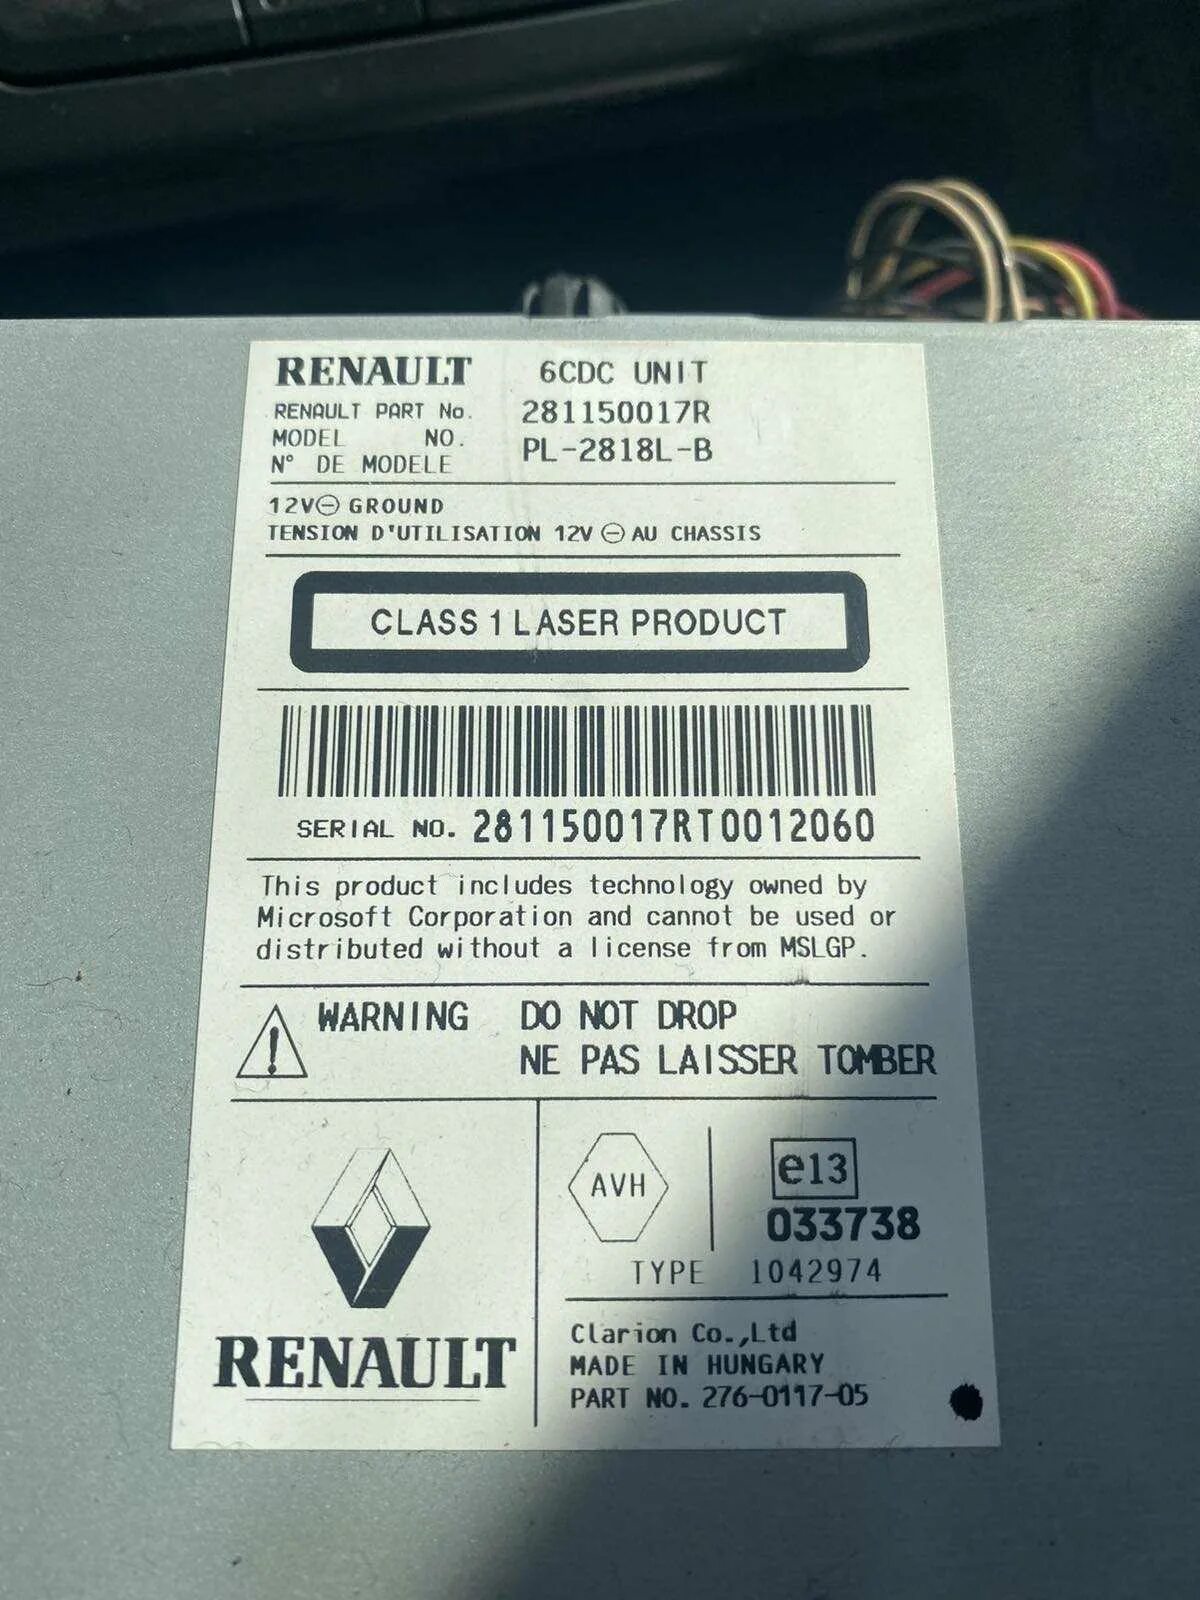 RENAULT 6CDC UNIT
RENAULT PART No. 281150017R
MODEL NO. PL-2818L-B
N° DE MODELE
12V⊖ GROUND
TENSION D'UTILISATION 12V ⊖ AU CHASSIS
CLASS 1 LASER PRODUCT
SERIAL NO. 281150017RT0012060
This product includes technology owned by
Microsoft Corporation and cannot be used or
distributed without a license from MSLGP.
WARNING DO NOT DROP
NE PAS LAISSER TOMBER
AVH e13
033738
TYPE 1042974
RENAULT
Clarion Co.,Ltd
MADE IN HUNGARY
PART NO. 276-0117-05